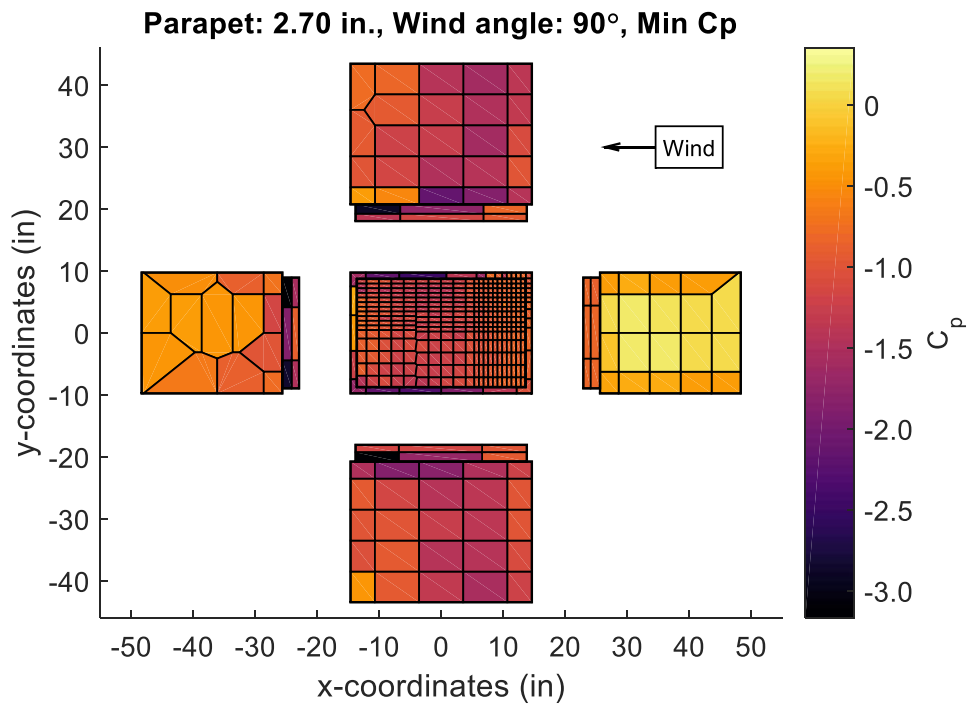 Parapet: 2.70 in., Wind angle: 90°, Min Cp
40
30
20
10
0
-10
-20
-30
-40
y-coordinates (in)
-50 -40 -30 -20 -10 0 10 20 30 40 50
x-coordinates (in)
Wind
0
-0.5
-1.0
-1.5
-2.0
-2.5
-3.0
C_p